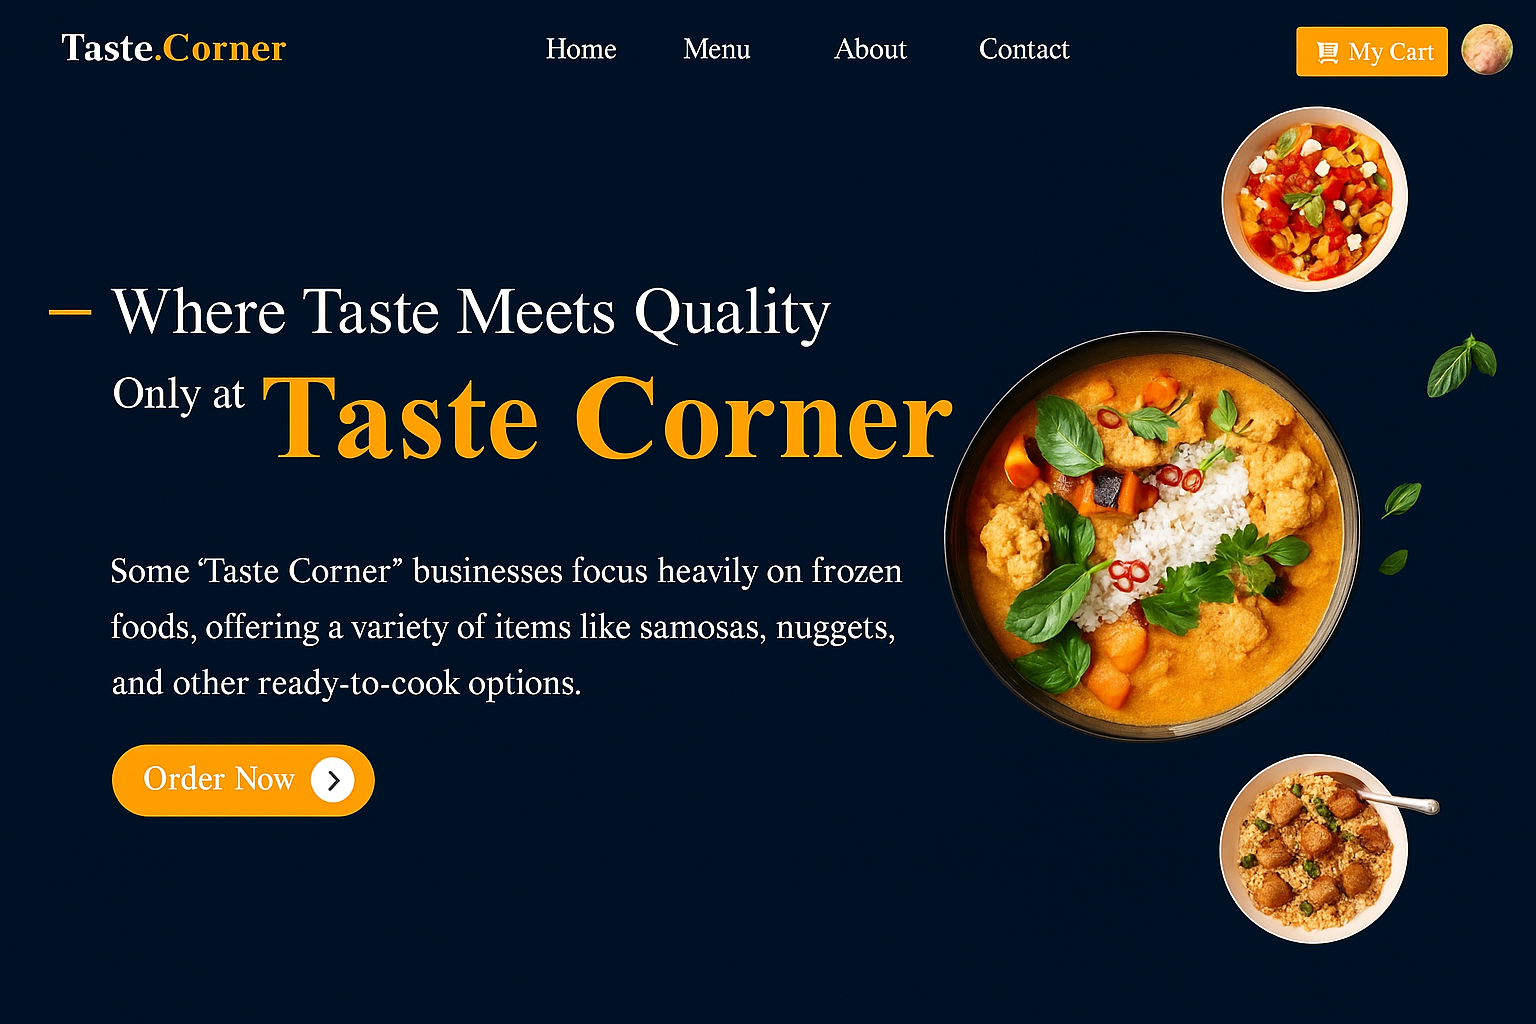 Taste.Corner
Home
Menu
About
Contact
My Cart
Where Taste Meets Quality
Only at Taste Corner
Some ‘Taste Corner” businesses focus heavily on frozen
foods, offering a variety of items like samosas, nuggets,
and other ready-to-cook options.
Order Now